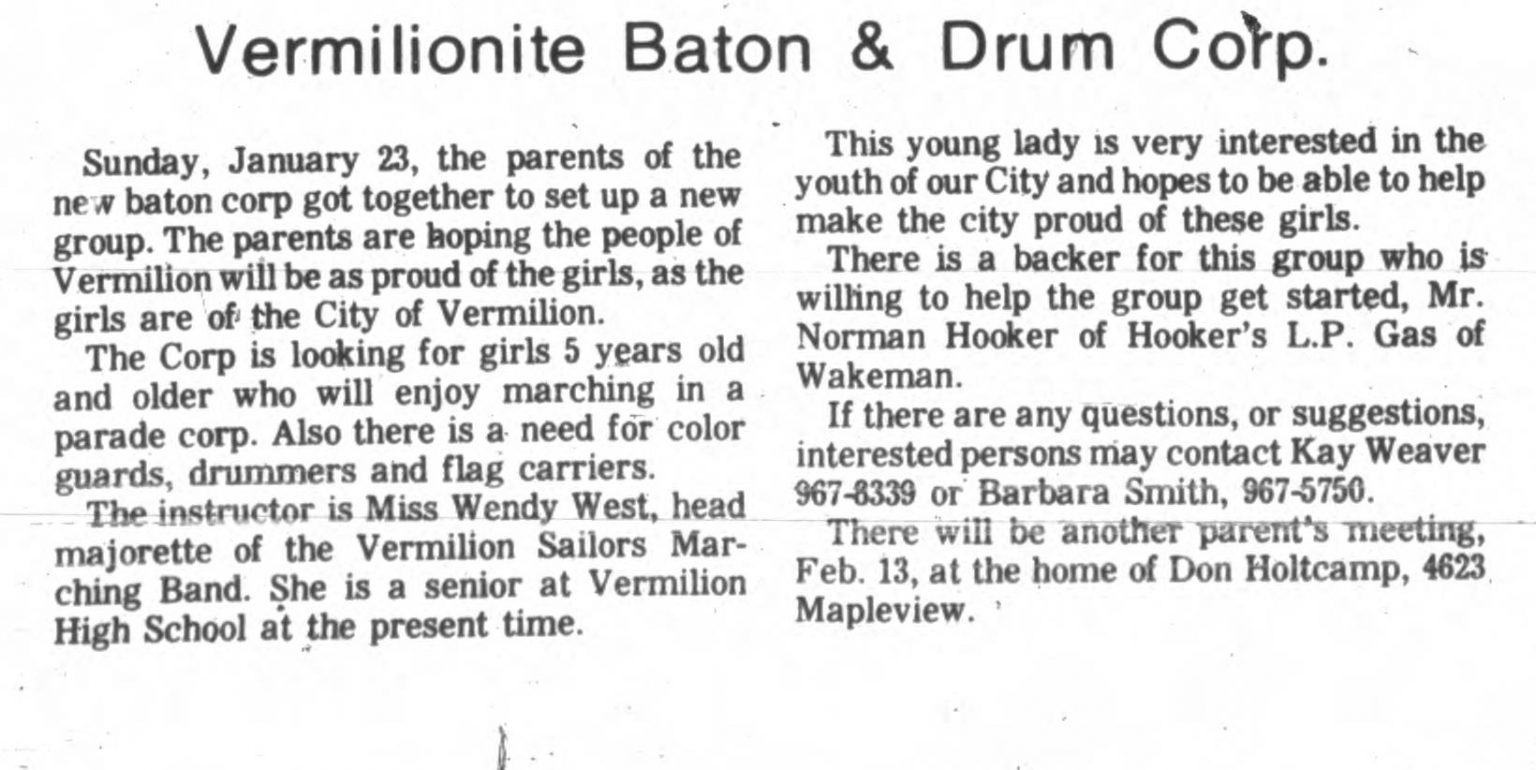 Vermilionite Baton & Drum Corp.
Sunday, January 23, the parents of the
new baton corp got together to set up a new
group. The parents are hoping the people of
Vermilion will be as proud of the girls, as the
girls are of the City of Vermilion.
The Corp is looking for girls 5 years old
and older who will enjoy marching in a
parade corp. Also there is a need for color
guards, drummers and flag carriers.
The instructor is Miss Wendy West, head
majorette of the Vermilion Sailors Mar-
ching Band. She is a senior at Vermilion
High School at the present time.
This young lady is very interested in the
youth of our City and hopes to be able to help
make the city proud of these girls.
There is a backer for this group who is
willing to help the group get started, Mr.
Norman Hooker of Hooker's L.P. Gas of
Wakeman.
If there are any questions, or suggestions,
interested persons may contact Kay Weaver
967-8339 or Barbara Smith, 967-5750.
There will be another parent's meeting,
Feb. 13, at the home of Don Holtcamp, 4623
Mapleview.